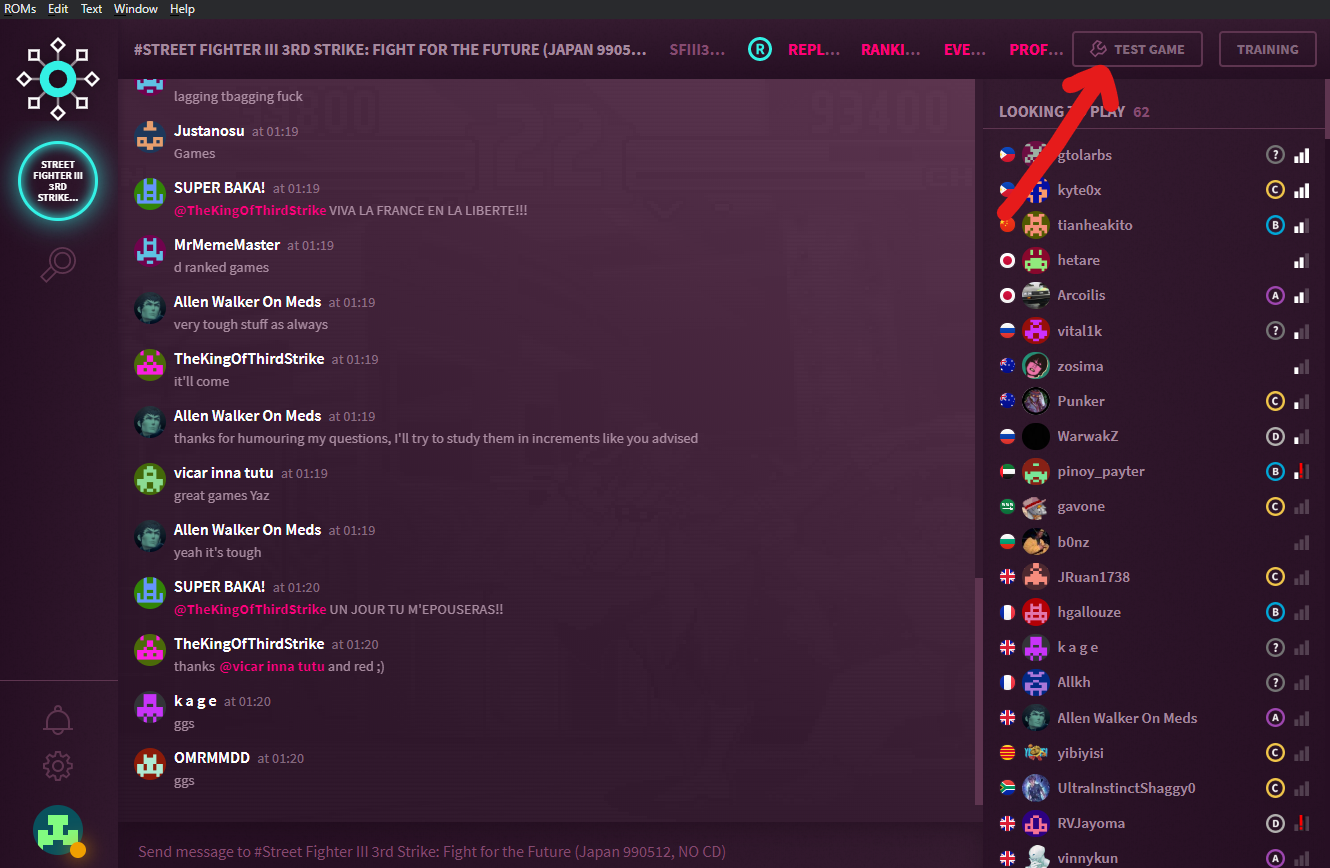 ROMs Edit Text Window Help
#STREET FIGHTER III 3RD STRIKE: FIGHT FOR THE FUTURE (JAPAN 9905... SFIII3... R REPL... RANKI... EVE... PROF... TEST GAME TRAINING
STREET
FIGHTER III
3RD
STRIKE...
lagging tbagging fuck
Justanosu at 01:19
Games
SUPER BAKA! at 01:19
@TheKingOfThirdStrike VIVA LA FRANCE EN LA LIBERTE!!!
MrMemeMaster at 01:19
d ranked games
Allen Walker On Meds at 01:19
very tough stuff as always
TheKingOfThirdStrike at 01:19
it'll come
Allen Walker On Meds at 01:19
thanks for humouring my questions, I'll try to study them in increments like you advised
vicar inna tutu at 01:19
great games Yaz
Allen Walker On Meds at 01:19
yeah it's tough
SUPER BAKA! at 01:20
@TheKingOfThirdStrike UN JOUR TU M'EPOUSERAS!!
TheKingOfThirdStrike at 01:20
thanks @vicar inna tutu and red ;)
k a g e at 01:20
ggs
OMRMMDD at 01:20
ggs
Send message to #Street Fighter III 3rd Strike: Fight for the Future (Japan 990512, NO CD)
LOOKING PLAY 62
gtolarbs ?
kyte0x C
tianheakito B
hetare
Arcoilis A
vital1k ?
zosima
Punker C
WarwakZ D
pinoy_payter B
gavone C
b0nz
JRuan1738 C
hgallouze B
k a g e ?
Allkh ?
Allen Walker On Meds A
yibiyisi C
UltraInstinctShaggy0 C
RVJayoma D
vinnykun A